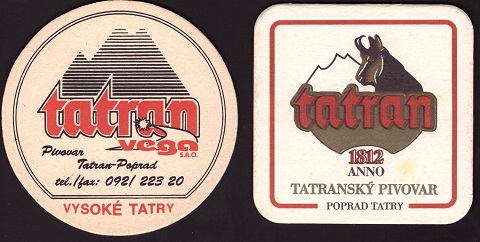 tatran
vega
S.A.O.
Pivovar
Tatran-Poprad
tel./fax: 092/ 223 20
VYSOKÉ TATRY
tatran
1812
ANNO
TATRANSKÝ PIVOVAR
POPRAD TATRY